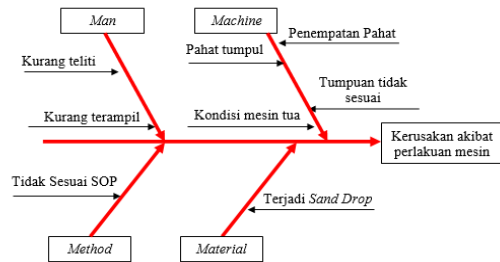 Man
Machine
Penempatan Pahat
Pahat tumpul
Kurang teliti
Tumpuan tidak
sesuai
Kurang terampil
Kondisi mesin tua
Kerusakan akibat
perlakuan mesin
Tidak Sesuai SOP
Terjadi Sand Drop
Method
Material